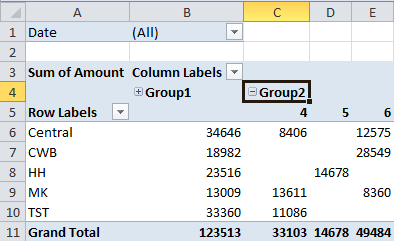 A B C D E
1 Date (All)
2
3 Sum of Amount Column Labels
4 Group1 Group2
5 Row Labels 4 5 6
6 Central 34646 8406 12575
7 CWB 18982 28549
8 HH 23516 14678
9 MK 13009 13611 8360
10 TST 33360 11086
11 Grand Total 123513 33103 14678 49484